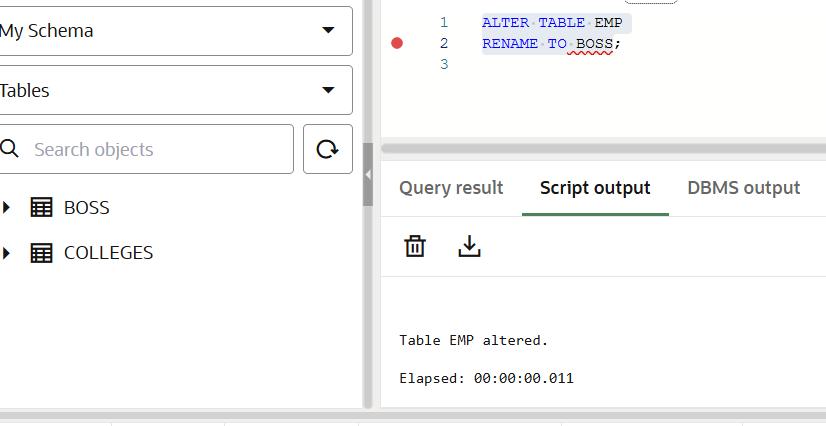 My Schema
Tables
Search objects
BOSS
COLLEGES
1 ALTER TABLE EMP
2 RENAME TO BOSS;
3
Query result Script output DBMS output
Table EMP altered.
Elapsed: 00:00:00.011